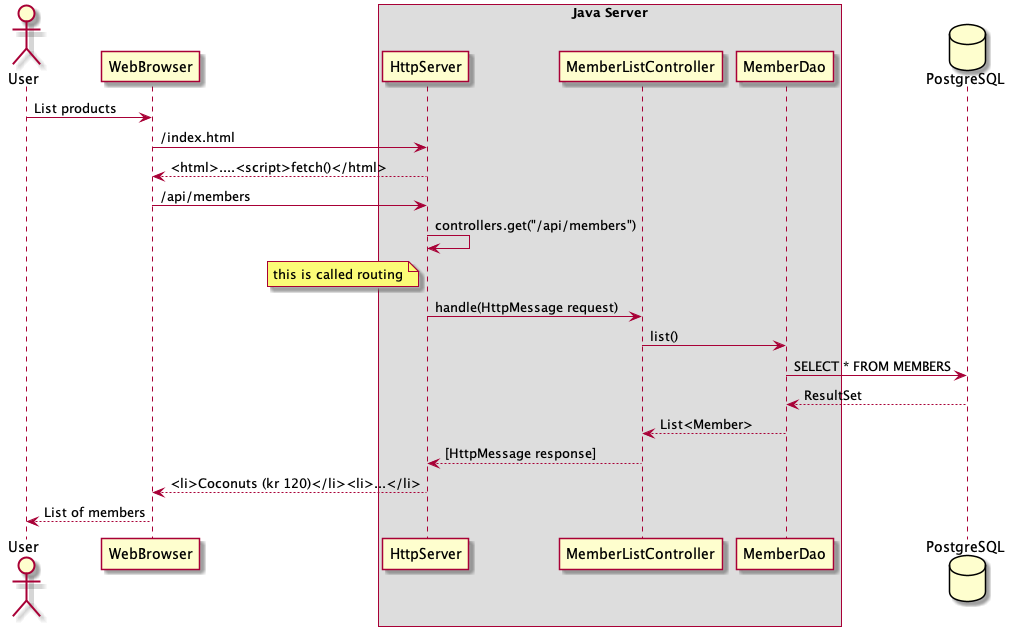 Java Server
User
WebBrowser
HttpServer
MemberListController
MemberDao
PostgreSQL
List products
/index.html
<html>....<script>fetch()</html>
/api/members
controllers.get("/api/members")
this is called routing
handle(HttpMessage request)
list()
SELECT * FROM MEMBERS
ResultSet
List<Member>
[HttpMessage response]
<li>Coconuts (kr 120)</li><li>...</li>
List of members
User
WebBrowser
HttpServer
MemberListController
MemberDao
PostgreSQL